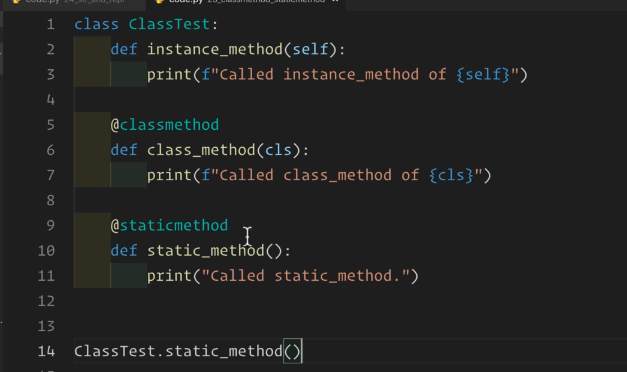 code.py 24_str_and_repr code.py 25_classmethod_staticmethod
1 class ClassTest:
2     def instance_method(self):
3         print(f"Called instance_method of {self}")
4
5     @classmethod
6     def class_method(cls):
7         print(f"Called class_method of {cls}")
8
9     @staticmethod
10     def static_method():
11         print("Called static_method.")
12
13
14 ClassTest.static_method()